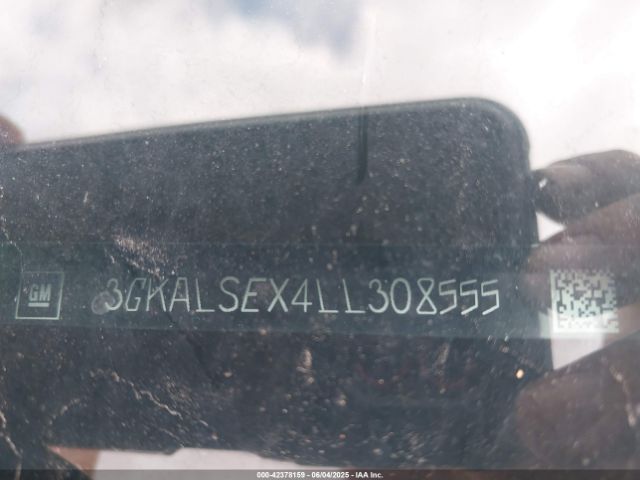 GM
3GKALSEX4LL308555
000-42378159 - 06/04/2025 - IAA Inc.